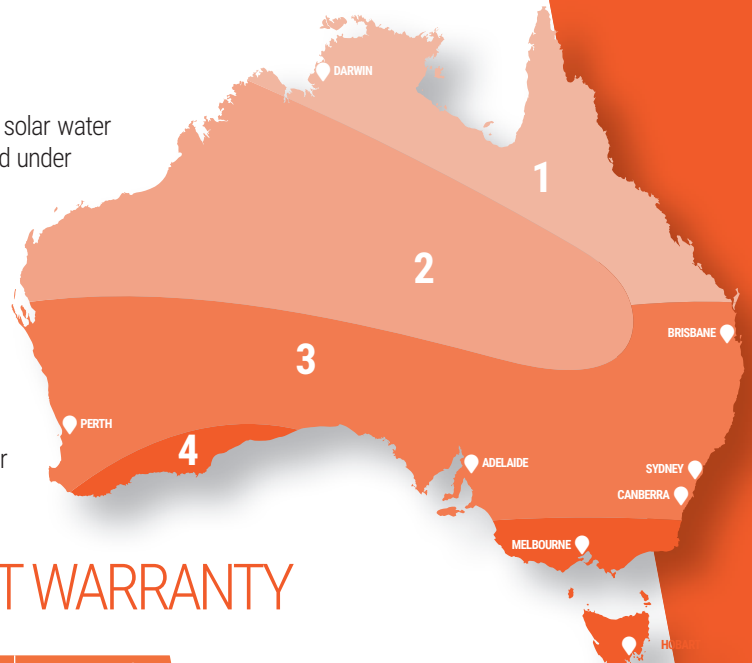 DARWIN
solar water
d under
1
2
BRISBANE
3
PERTH
4
r
ADELAIDE
SYDNEY
CANBERRA
MELBOURNE
T WARRANTY